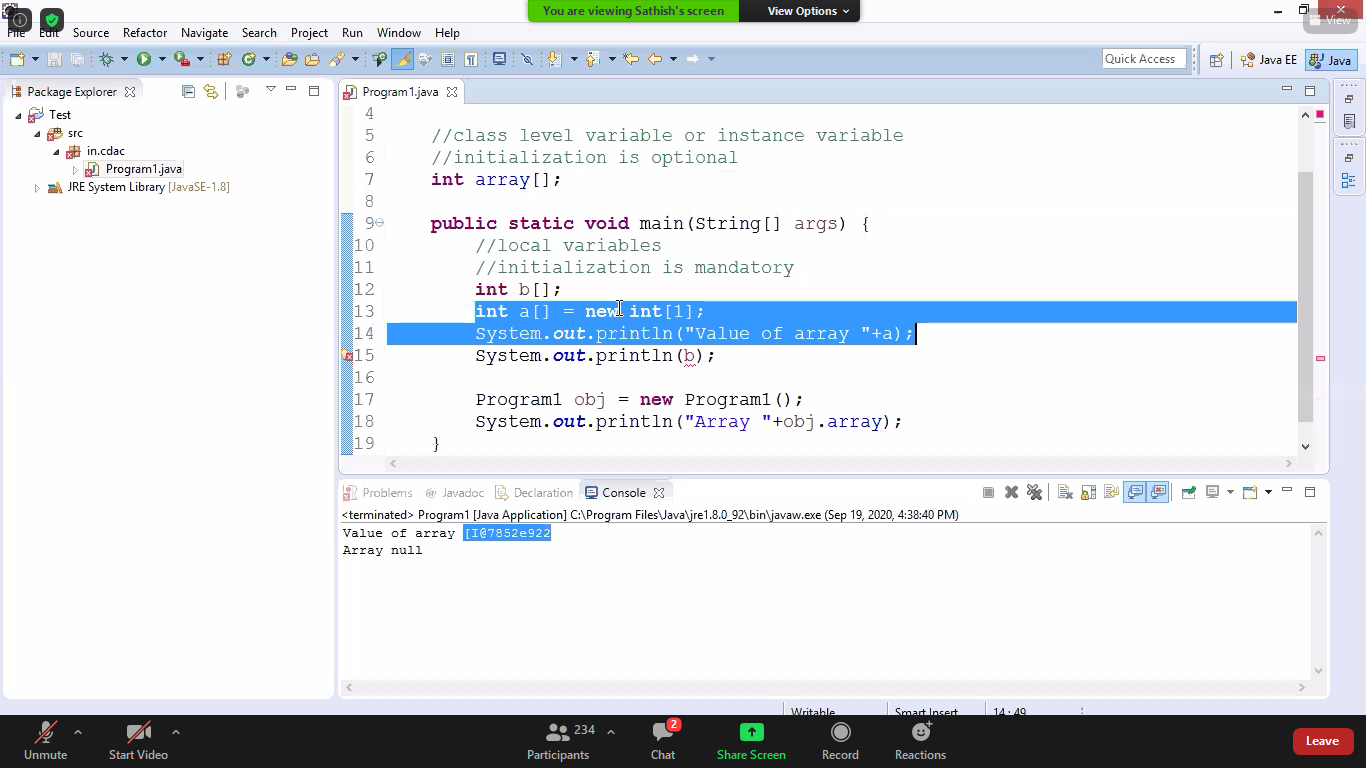 You are viewing Sathish's screen
View Options
View
File Edit Source Refactor Navigate Search Project Run Window Help
Quick Access
Java EE
Java
Package Explorer
Test
src
in.cdac
Program1.java
JRE System Library [JavaSE-1.8]
Program1.java
4
5 //class level variable or instance variable
6 //initialization is optional
7 int array[];
8
9 public static void main(String[] args) {
10 //local variables
11 //initialization is mandatory
12 int b[];
13 int a[] = new int[1];
14 System.out.println("Value of array "+a);
15 System.out.println(b);
16
17 Program1 obj = new Program1();
18 System.out.println("Array "+obj.array);
19 }
Problems @ Javadoc Declaration Console
<terminated> Program1 [Java Application] C:\Program Files\Java\jre1.8.0_92\bin\javaw.exe (Sep 19, 2020, 4:38:40 PM)
Value of array [I@7852e922
Array null
Writable Smart Insert 14 : 49
Unmute
Start Video
234
Participants
2
Chat
Share Screen
Record
Reactions
Leave